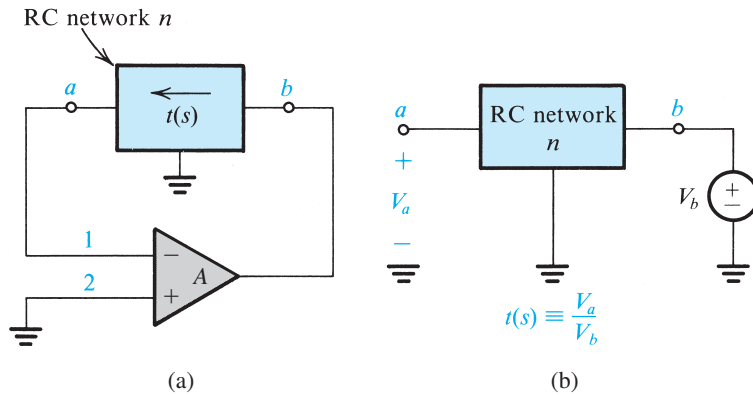 RC network n
a
b
t(s)
1
2
−
+
A
(a)
a
RC network
n
b
+
V_a
−
V_b
+
−
t(s) ≡ V_a / V_b
(b)